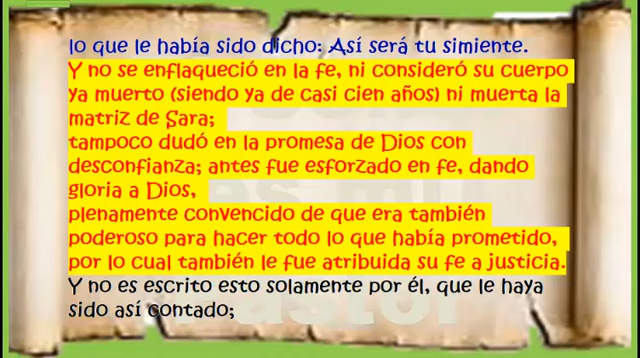 lo que le había sido dicho: Así será tu simiente.
Y no se enflaqueció en la fe, ni consideró su cuerpo
ya muerto (siendo ya de casi cien años) ni muerta la
matriz de Sara;
tampoco dudó en la promesa de Dios con
desconfianza; antes fue esforzado en fe, dando
gloria a Dios,
plenamente convencido de que era también
poderoso para hacer todo lo que había prometido,
por lo cual también le fue atribuida su fe a justicia.
Y no es escrito esto solamente por él, que le haya
sido así contado;